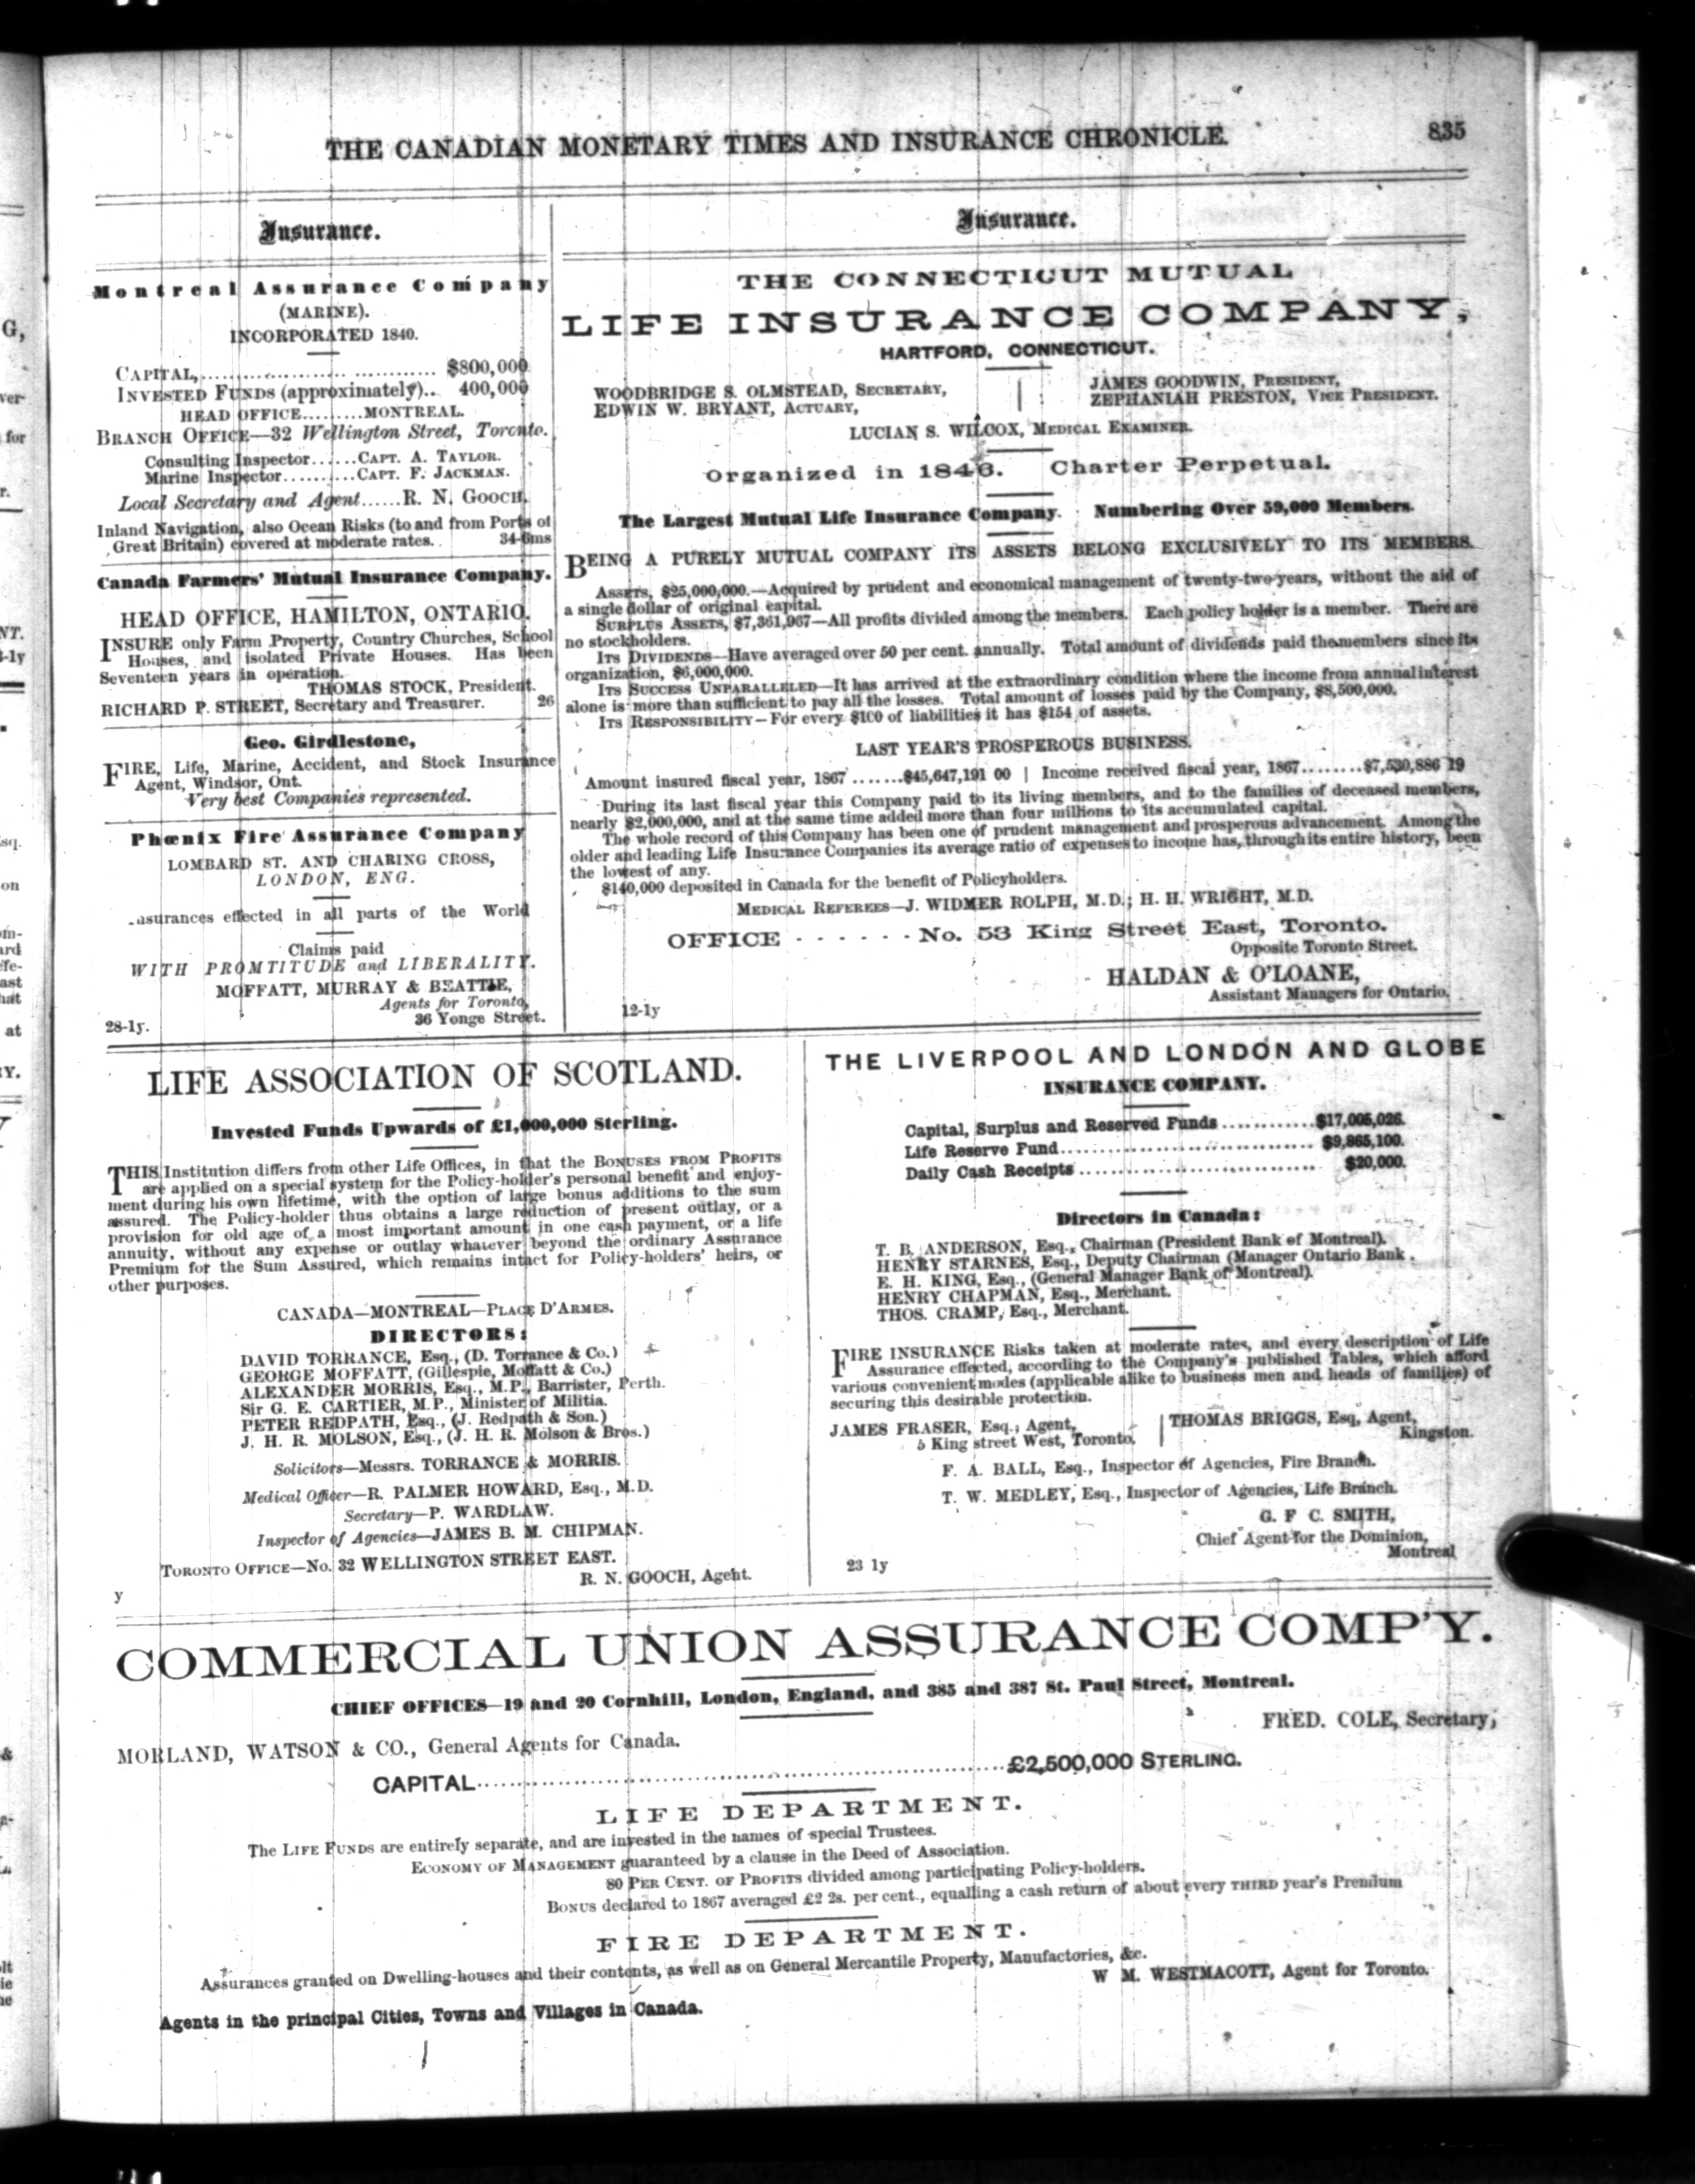 THE CANADIAN MONETARY TIMES AND INSURANCE CHRONICLE.
835
Insurance.
Montreal Assurance Company
(MARINE).
INCORPORATED 1840.
CAPITAL, $800,000
INVESTED FUNDS (approximately).. 400,000
HEAD OFFICE........MONTREAL.
BRANCH OFFICE—32 Wellington Street, Toronto.
Consulting Inspector......CAPT. A. TAYLOR.
Marine Inspector..........CAPT. F. JACKMAN.
Local Secretary and Agent.....R. N. GOOCH.
Inland Navigation, also Ocean Risks (to and from Ports of
Great Britain) covered at moderate rates. 34-6ms
Canada Farmers' Mutual Insurance Company.
HEAD OFFICE, HAMILTON, ONTARIO.
INSURE only Farm Property, Country Churches, School
Houses, and isolated Private Houses. Has been
Seventeen years in operation.
THOMAS STOCK, President.
RICHARD P. STREET, Secretary and Treasurer. 26
Geo. Girdlestone,
FIRE, Life, Marine, Accident, and Stock Insurance
Agent, Windsor, Ont.
Very best Companies represented.
Phœnix Fire Assurance Company
LOMBARD ST. AND CHARING CROSS,
LONDON, ENG.
.nsurances effected in all parts of the World
Claims paid
WITH PROMTITUDE and LIBERALITY.
MOFFATT, MURRAY & BEATTIE,
Agents for Toronto,
36 Yonge Street.
28-1y.
Insurance.
THE CONNECTICUT MUTUAL
LIFE INSURANCE COMPANY,
HARTFORD, CONNECTICUT.
WOODBRIDGE S. OLMSTEAD, SECRETARY, | JAMES GOODWIN, PRESIDENT,
EDWIN W. BRYANT, ACTUARY, | ZEPHANIAH PRESTON, VICE PRESIDENT.
LUCIAN S. WILCOX, MEDICAL EXAMINER.
Organized in 1846. Charter Perpetual.
The Largest Mutual Life Insurance Company. Numbering Over 59,000 Members.
BEING A PURELY MUTUAL COMPANY ITS ASSETS BELONG EXCLUSIVELY TO ITS MEMBERS.
ASSETS, $25,000,000.—Acquired by prudent and economical management of twenty-two years, without the aid of
a single dollar of original capital.
SURPLUS ASSETS, $7,361,967—All profits divided among the members. Each policy holder is a member. There are
no stockholders.
ITS DIVIDENDS—Have averaged over 50 per cent. annually. Total amount of dividends paid the members since its
organization, $6,000,000.
ITS SUCCESS UNPARALLELED—It has arrived at the extraordinary condition where the income from annual interest
alone is more than sufficient to pay all the losses. Total amount of losses paid by the Company, $8,500,000.
ITS RESPONSIBILITY—For every $100 of liabilities it has $154 of assets.
LAST YEAR'S PROSPEROUS BUSINESS.
Amount insured fiscal year, 1867.......$45,647,191 00 | Income received fiscal year, 1867........$7,530,886 19
During its last fiscal year this Company paid to its living members, and to the families of deceased members,
nearly $2,000,000, and at the same time added more than four millions to its accumulated capital.
The whole record of this Company has been one of prudent management and prosperous advancement. Among the
older and leading Life Insurance Companies its average ratio of expenses to income has, through its entire history, been
the lowest of any.
$140,000 deposited in Canada for the benefit of Policyholders.
MEDICAL REFEREES—J. WIDMER ROLPH, M.D.; H. H. WRIGHT, M.D.
OFFICE - - - - - - No. 53 King Street East, Toronto.
Opposite Toronto Street.
HALDAN & O'LOANE,
Assistant Managers for Ontario.
12-1y
LIFE ASSOCIATION OF SCOTLAND.
Invested Funds Upwards of £1,000,000 Sterling.
THIS Institution differs from other Life Offices, in that the BONUSES FROM PROFITS
are applied on a special system for the Policy-holder's personal benefit and enjoy-
ment during his own lifetime, with the option of large bonus additions to the sum
assured. The Policy-holder thus obtains a large reduction of present outlay, or a
provision for old age of a most important amount in one cash payment, or a life
annuity, without any expense or outlay whatever beyond the ordinary Assurance
Premium for the Sum Assured, which remains intact for Policy-holders' heirs, or
other purposes.
CANADA—MONTREAL—PLACE D'ARMES.
DIRECTORS:
DAVID TORRANCE, Esq., (D. Torrance & Co.)
GEORGE MOFFATT, (Gillespie, Moffatt & Co.)
ALEXANDER MORRIS, Esq., M.P., Barrister, Perth.
Sir G. E. CARTIER, M.P., Minister of Militia.
PETER REDPATH, Esq., (J. Redpath & Son.)
J. H. R. MOLSON, Esq., (J. H. R. Molson & Bros.)
Solicitors—Messrs. TORRANCE & MORRIS.
Medical Officer—R. PALMER HOWARD, Esq., M.D.
Secretary—P. WARDLAW.
Inspector of Agencies—JAMES B. M. CHIPMAN.
TORONTO OFFICE—No. 32 WELLINGTON STREET EAST.
R. N. GOOCH, Agent.
y
THE LIVERPOOL AND LONDON AND GLOBE
INSURANCE COMPANY.
Capital, Surplus and Reserved Funds............$17,005,026.
Life Reserve Fund.................................$9,865,100.
Daily Cash Receipts...............................$20,000.
Directors in Canada:
T. B. ANDERSON, Esq., Chairman (President Bank of Montreal).
HENRY STARNES, Esq., Deputy Chairman (Manager Ontario Bank.
E. H. KING, Esq., (General Manager Bank of Montreal).
HENRY CHAPMAN, Esq., Merchant.
THOS. CRAMP, Esq., Merchant.
FIRE INSURANCE Risks taken at moderate rates, and every description of Life
Assurance effected, according to the Company's published Tables, which afford
various convenient modes (applicable alike to business men and heads of families) of
securing this desirable protection.
JAMES FRASER, Esq., Agent, | THOMAS BRIGGS, Esq, Agent,
5 King street West, Toronto. | Kingston.
F. A. BALL, Esq., Inspector of Agencies, Fire Branch.
T. W. MEDLEY, Esq., Inspector of Agencies, Life Branch.
G. F C. SMITH,
Chief Agent for the Dominion,
Montreal
23 1y
COMMERCIAL UNION ASSURANCE COMP'Y.
CHIEF OFFICES—19 and 20 Cornhill, London, England, and 385 and 387 St. Paul Street, Montreal.
MORLAND, WATSON & CO., General Agents for Canada. FRED. COLE, Secretary,
CAPITAL...............................................£2,500,000 STERLING.
LIFE DEPARTMENT.
The LIFE FUNDS are entirely separate, and are invested in the names of special Trustees.
ECONOMY OF MANAGEMENT guaranteed by a clause in the Deed of Association.
80 PER CENT. OF PROFITS divided among participating Policy-holders.
BONUS declared to 1867 averaged £2 2s. per cent., equalling a cash return of about every THIRD year's Premium
FIRE DEPARTMENT.
Assurances granted on Dwelling-houses and their contents, as well as on General Mercantile Property, Manufactories, &c.
W M. WESTMACOTT, Agent for Toronto.
Agents in the principal Cities, Towns and Villages in Canada.